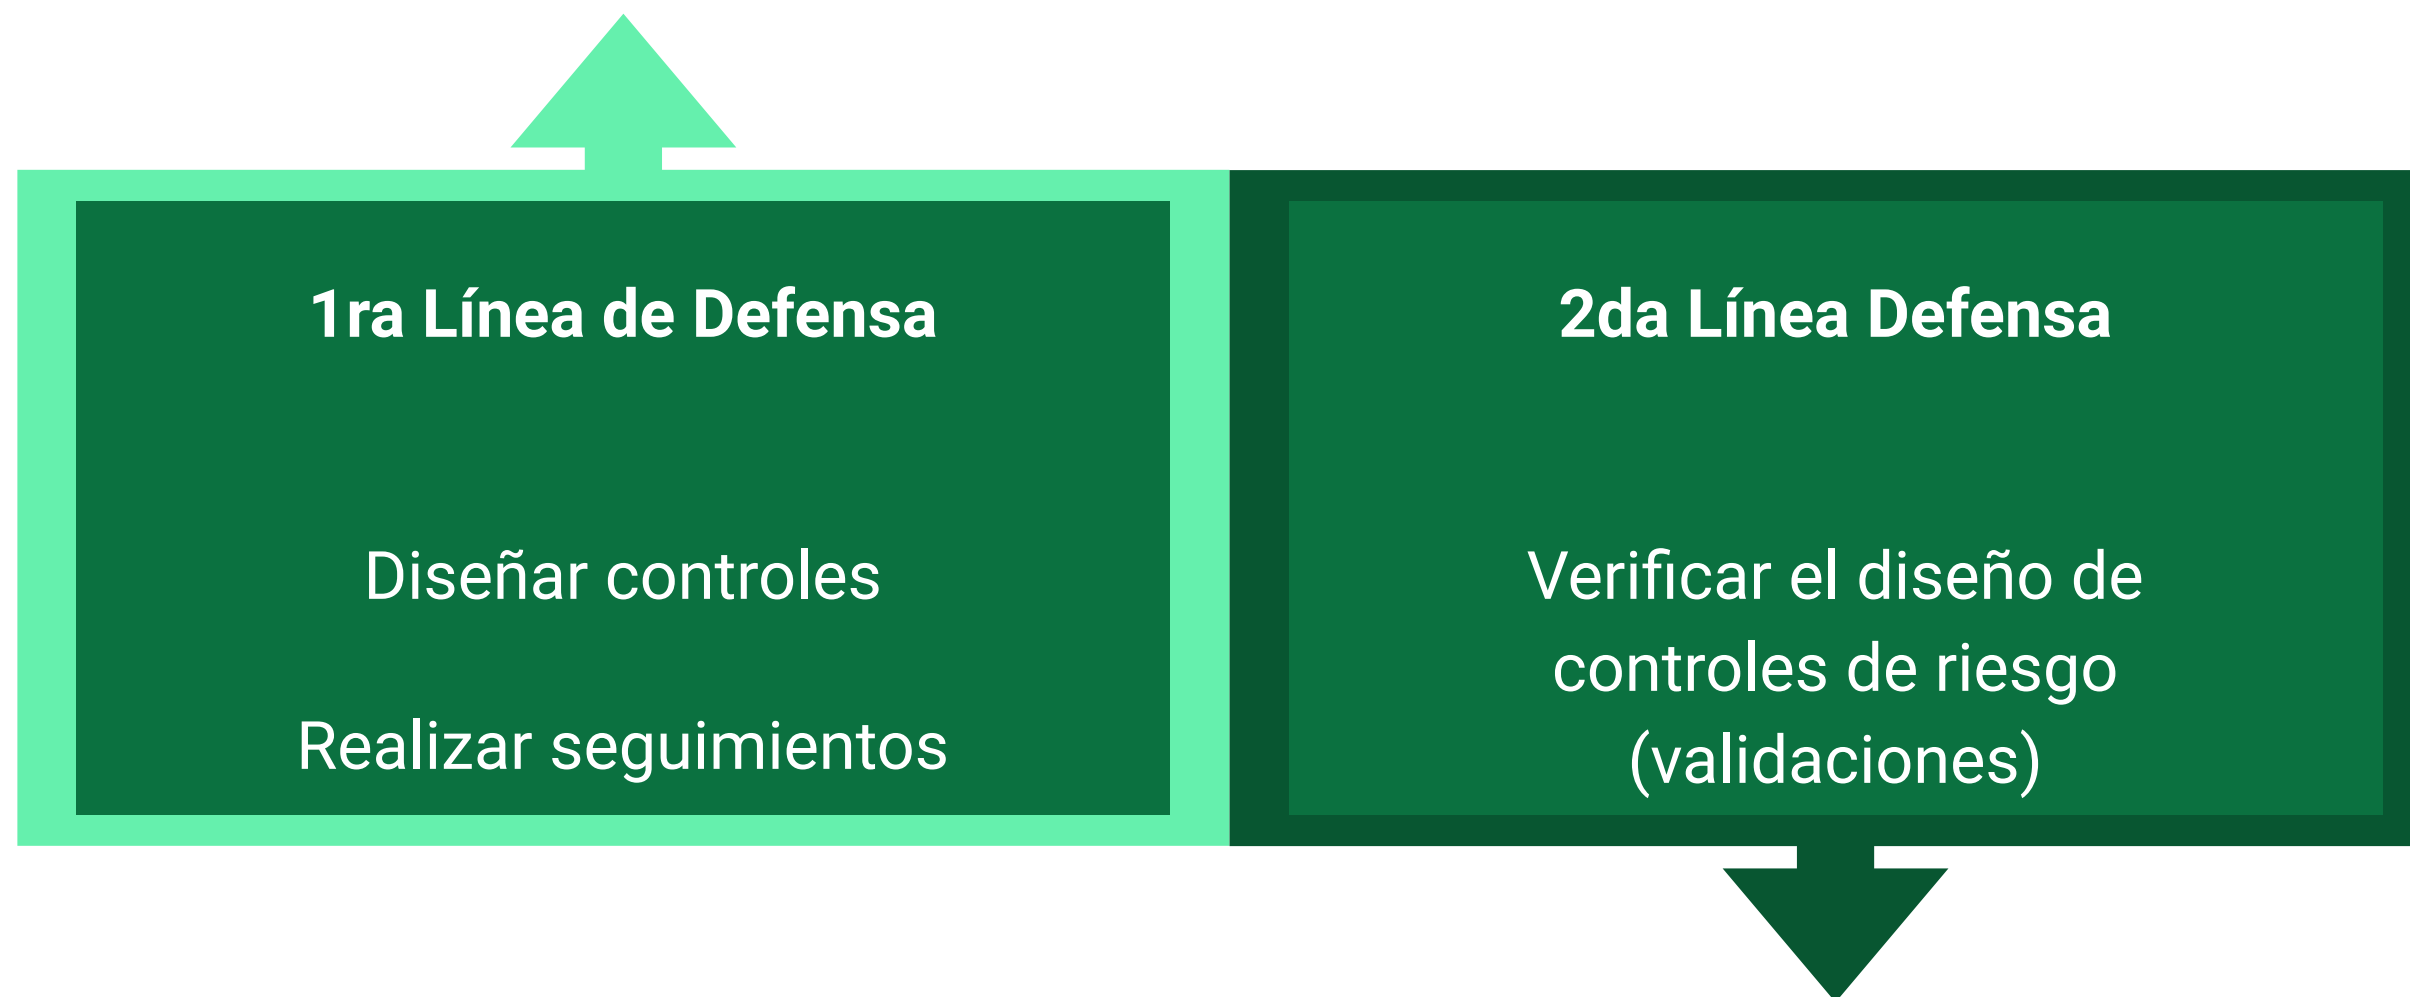 1ra Línea de Defensa
Diseñar controles
Realizar seguimientos
2da Línea Defensa
Verificar el diseño de
controles de riesgo
(validaciones)